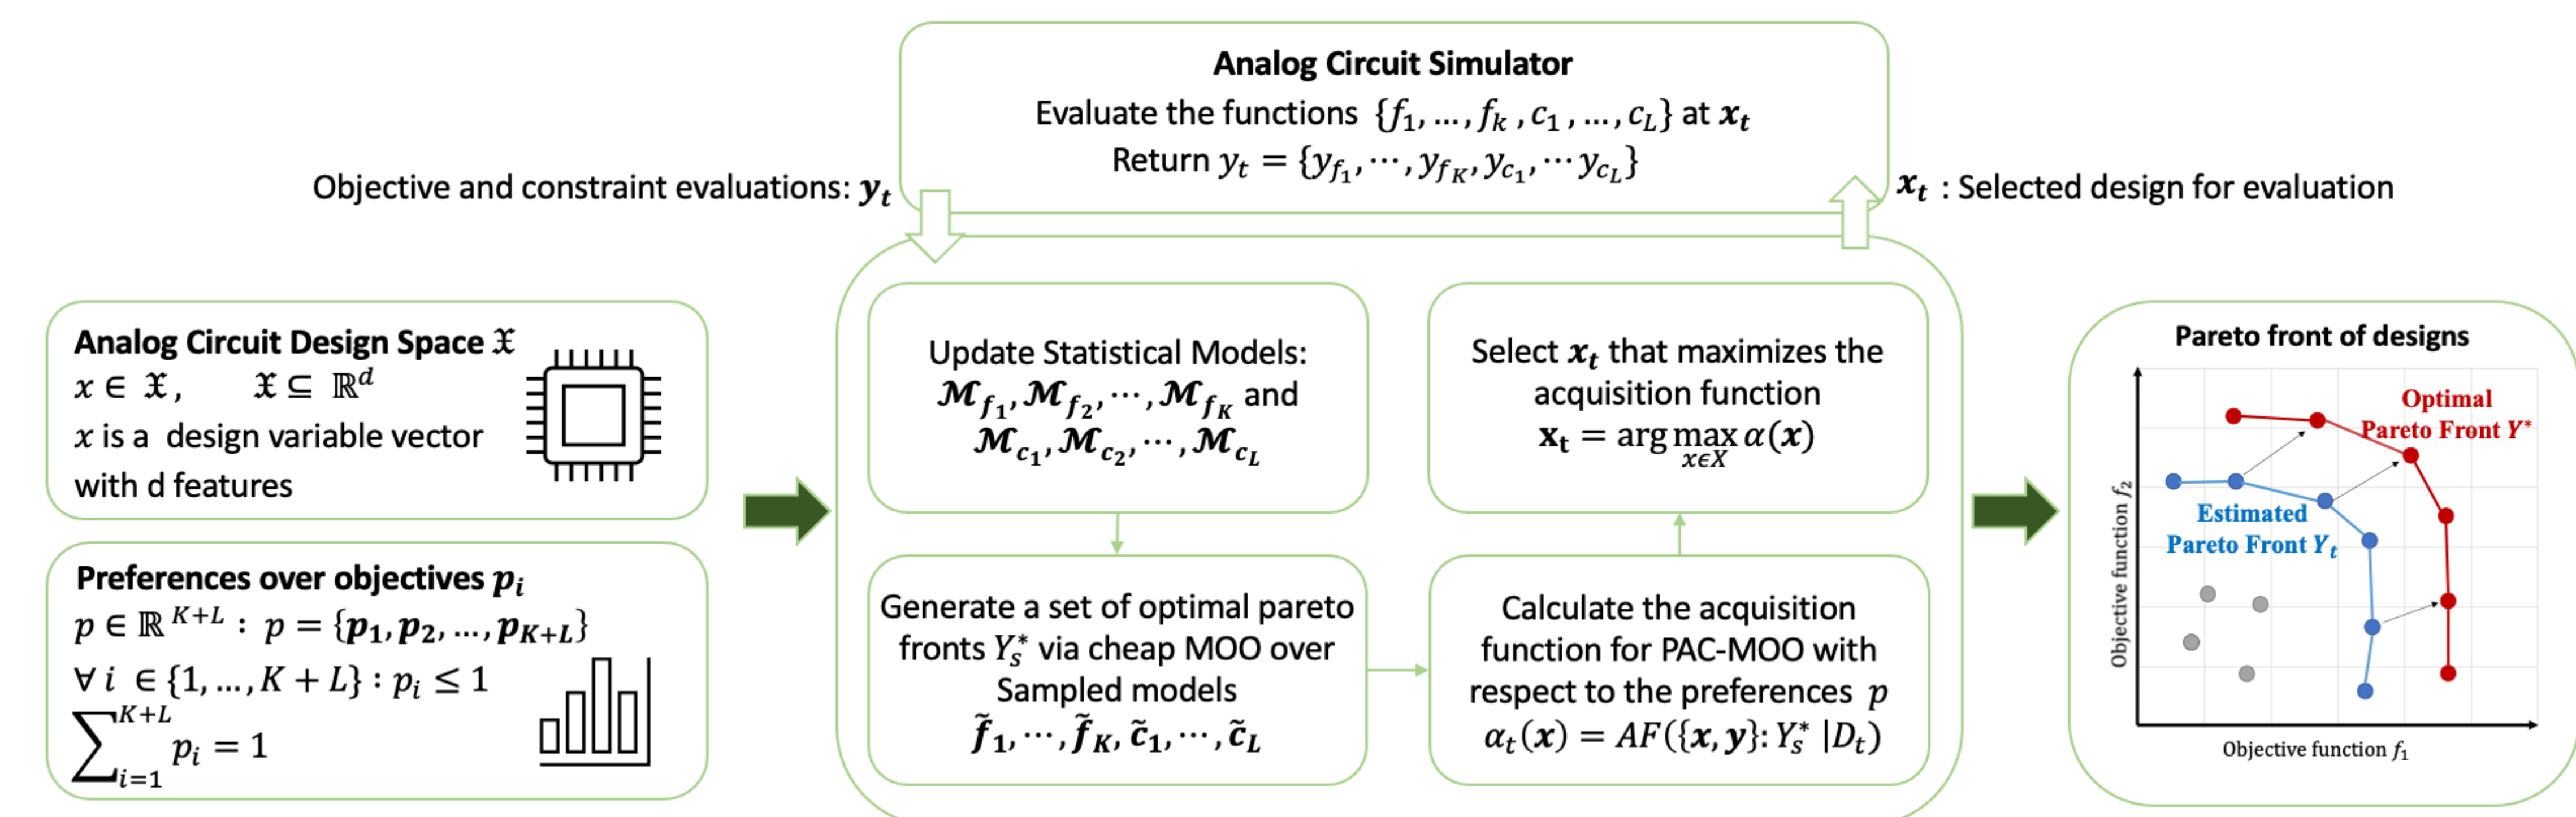 Analog Circuit Simulator
Evaluate the functions {f₁, ..., fₖ , c₁ , ..., c_L} at xₜ
Return yₜ = {y_f₁, ⋯ , y_f_K, y_c₁, ⋯ y_c_L}
Objective and constraint evaluations: yₜ
xₜ : Selected design for evaluation
Analog Circuit Design Space 𝔛
x ∈ 𝔛, 𝔛 ⊆ ℝᵈ
x is a design variable vector
with d features
Preferences over objectives pᵢ
p ∈ ℝ^{K+L} : p = {p₁, p₂, ..., p_{K+L}}
∀ i ∈ {1, ..., K + L} : pᵢ ≤ 1
∑_{i=1}^{K+L} pᵢ = 1
Update Statistical Models:
ℳ_f₁, ℳ_f₂, ⋯ , ℳ_f_K and
ℳ_c₁, ℳ_c₂, ⋯ , ℳ_c_L
Generate a set of optimal pareto
fronts Yₛ* via cheap MOO over
Sampled models
f̃₁, ⋯ , f̃_K, c̃₁, ⋯ , c̃_L
Calculate the acquisition
function for PAC-MOO with
respect to the preferences p
αₜ(x) = AF({x, y}: Yₛ* |Dₜ)
Select xₜ that maximizes the
acquisition function
xₜ = arg max α(x)
xϵX
Pareto front of designs
Optimal
Pareto Front Y*
Estimated
Pareto Front Yₜ
Objective function f₂
Objective function f₁